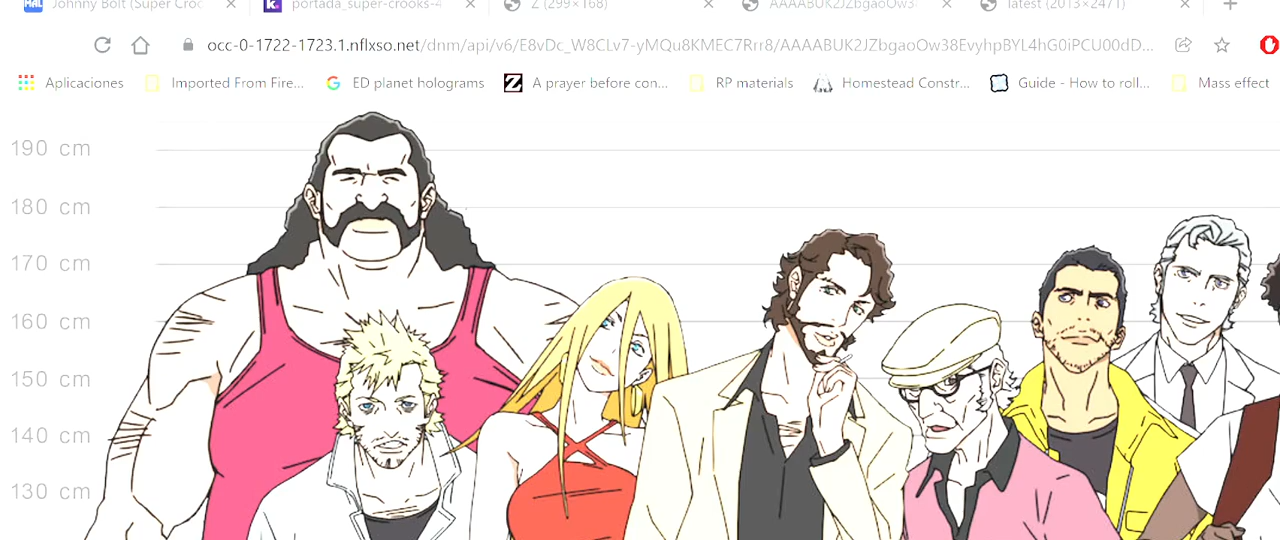 Johnny Bolt (Super Croc
portada_super-crooks-4
Z (299×168)
AAAABUK2JZbgaoOw3
latest (2013×2471)
occ-0-1722-1723.1.nflxso.net/dnm/api/v6/E8vDc_W8CLv7-yMQu8KMEC7Rrr8/AAAABUK2JZbgaoOw38EvyhpBYL4hG0iPCU00dD...
Aplicaciones Imported From Fire... ED planet holograms A prayer before con... RP materials Homestead Constr... Guide - How to roll... Mass effect
190 cm
180 cm
170 cm
160 cm
150 cm
140 cm
130 cm